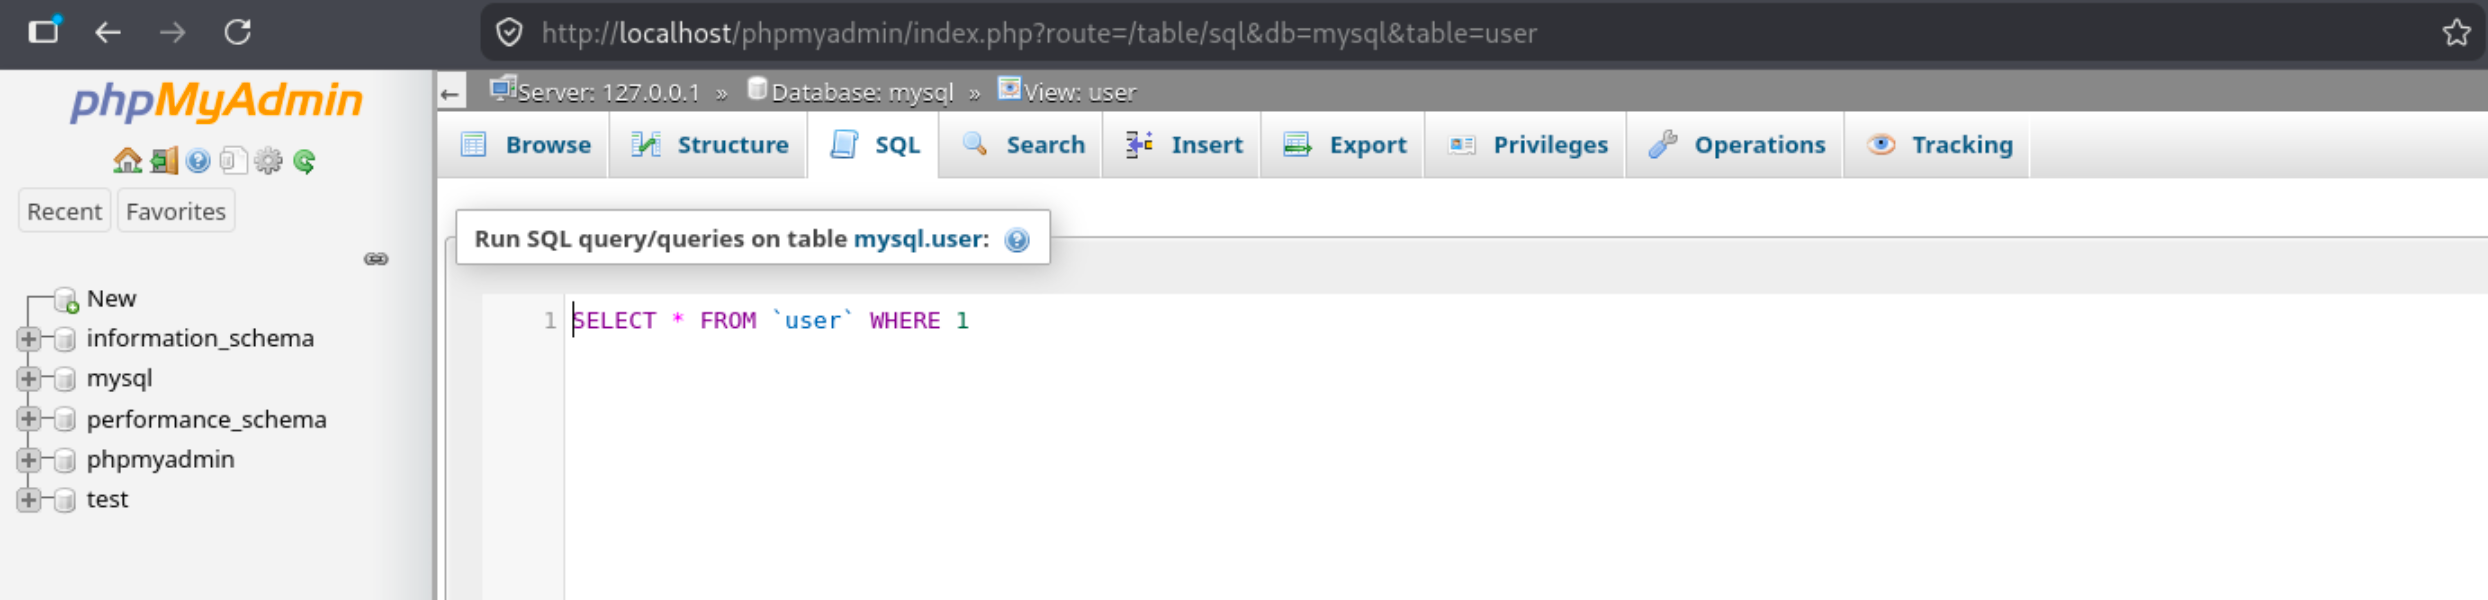 http://localhost/phpmyadmin/index.php?route=/table/sql&db=mysql&table=user
phpMyAdmin
Recent Favorites
New
information_schema
mysql
performance_schema
phpmyadmin
test
Server: 127.0.0.1 » Database: mysql » View: user
Browse Structure SQL Search Insert Export Privileges Operations Tracking
Run SQL query/queries on table mysql.user:
1 SELECT * FROM `user` WHERE 1